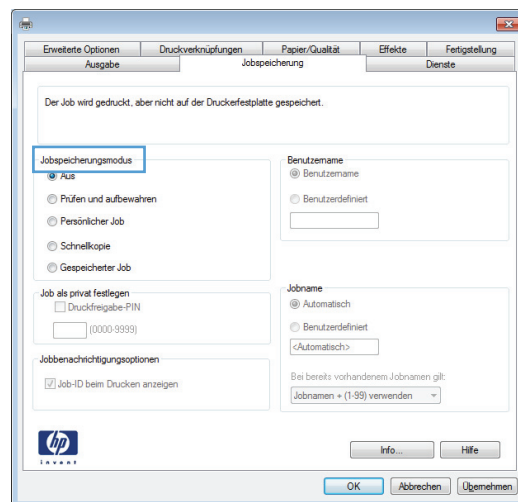 Erweiterte Optionen
Druckverknüpfungen
Papier/Qualität
Effekte
Fertigstellung
Ausgabe
Jobspeicherung
Dienste
Der Job wird gedruckt, aber nicht auf der Druckerfestplatte gespeichert.
Jobspeicherungsmodus
Aus
Prüfen und aufbewahren
Persönlicher Job
Schnellkopie
Gespeicherter Job
Benutzername
Benutzername
Benutzerdefiniert
Job als privat festlegen
Druckfreigabe-PIN
(0000-9999)
Jobname
Automatisch
Benutzerdefiniert
<Automatisch>
Bei bereits vorhandenem Jobnamen gilt:
Jobnamen + (1-99) verwenden
Jobbenachrichtigungsoptionen
Job-ID beim Drucken anzeigen
hp
invent
Info...
Hilfe
OK
Abbrechen
Übernehmen